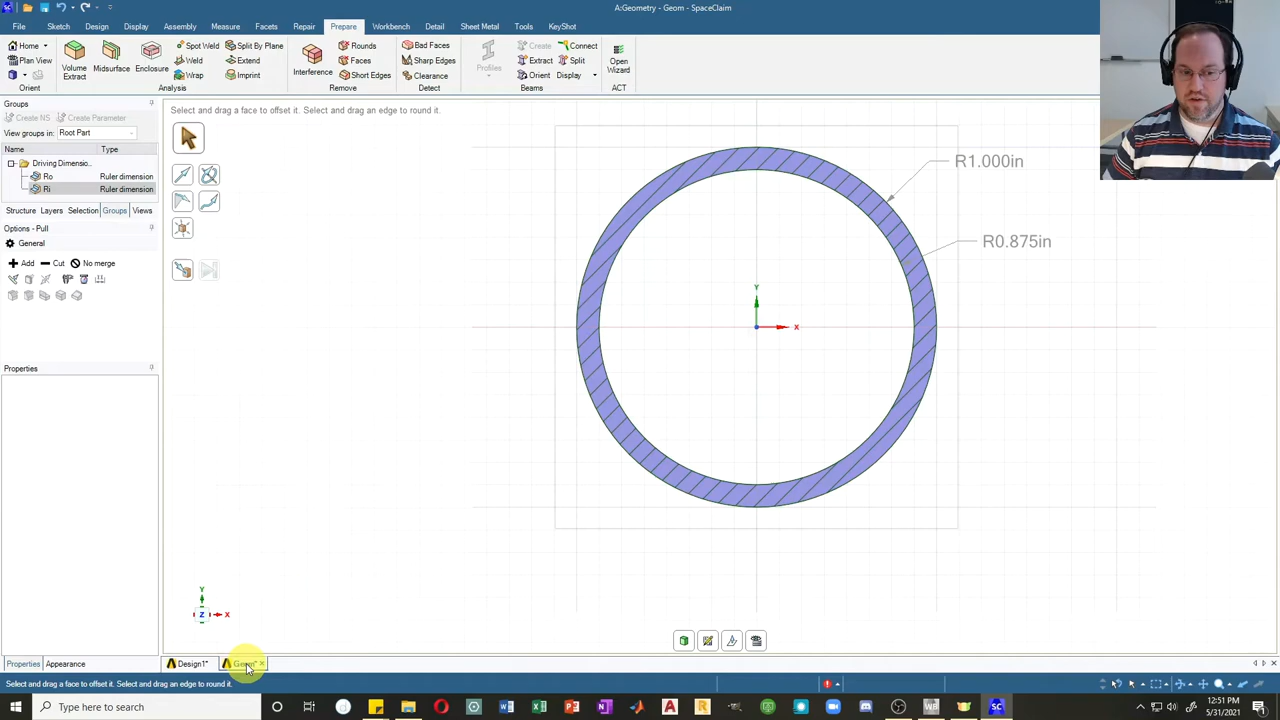 A:Geometry - Geom - SpaceClaim
File Sketch Design Display Assembly Measure Facets Repair Prepare Workbench Detail Sheet Metal Tools KeyShot
Home Spot Weld Split By Plane Rounds Bad Faces Create Connect
Plan View Weld Extend Faces Sharp Edges Extract Split
Wrap Imprint Short Edges Clearance Orient Display
Volume Extract Midsurface Enclosure Interference Profiles Open Wizard
Orient Analysis Remove Detect Beams ACT
Groups
Create NS Create Parameter
View groups in: Root Part
Name Type
Driving Dimensio...
Ro Ruler dimension
Ri Ruler dimension
Structure Layers Selection Groups Views
Options - Pull
General
Add Cut No merge
Properties
Properties Appearance
Select and drag a face to offset it. Select and drag an edge to round it.
R1.000in
R0.875in
Y
X
Y
Z X
Design1* Geom*
Select and drag a face to offset it. Select and drag an edge to round it.
Type here to search
12:51 PM
5/31/2021